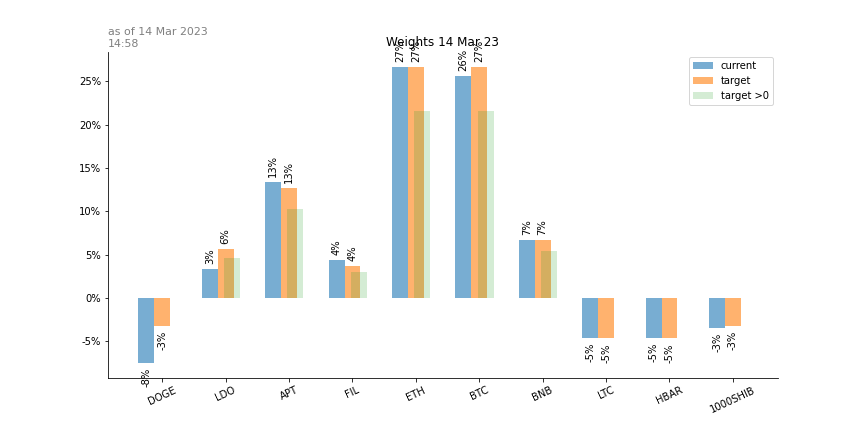 as of 14 Mar 2023
14:58
Weights 14 Mar 23
current
target
target >0
25%
20%
15%
10%
5%
0%
-5%
-8%
-3%
3%
6%
13%
13%
4%
4%
27%
27%
26%
27%
7%
7%
-5%
-5%
-5%
-5%
-3%
-3%
DOGE
LDO
APT
FIL
ETH
BTC
BNB
LTC
HBAR
1000SHIB